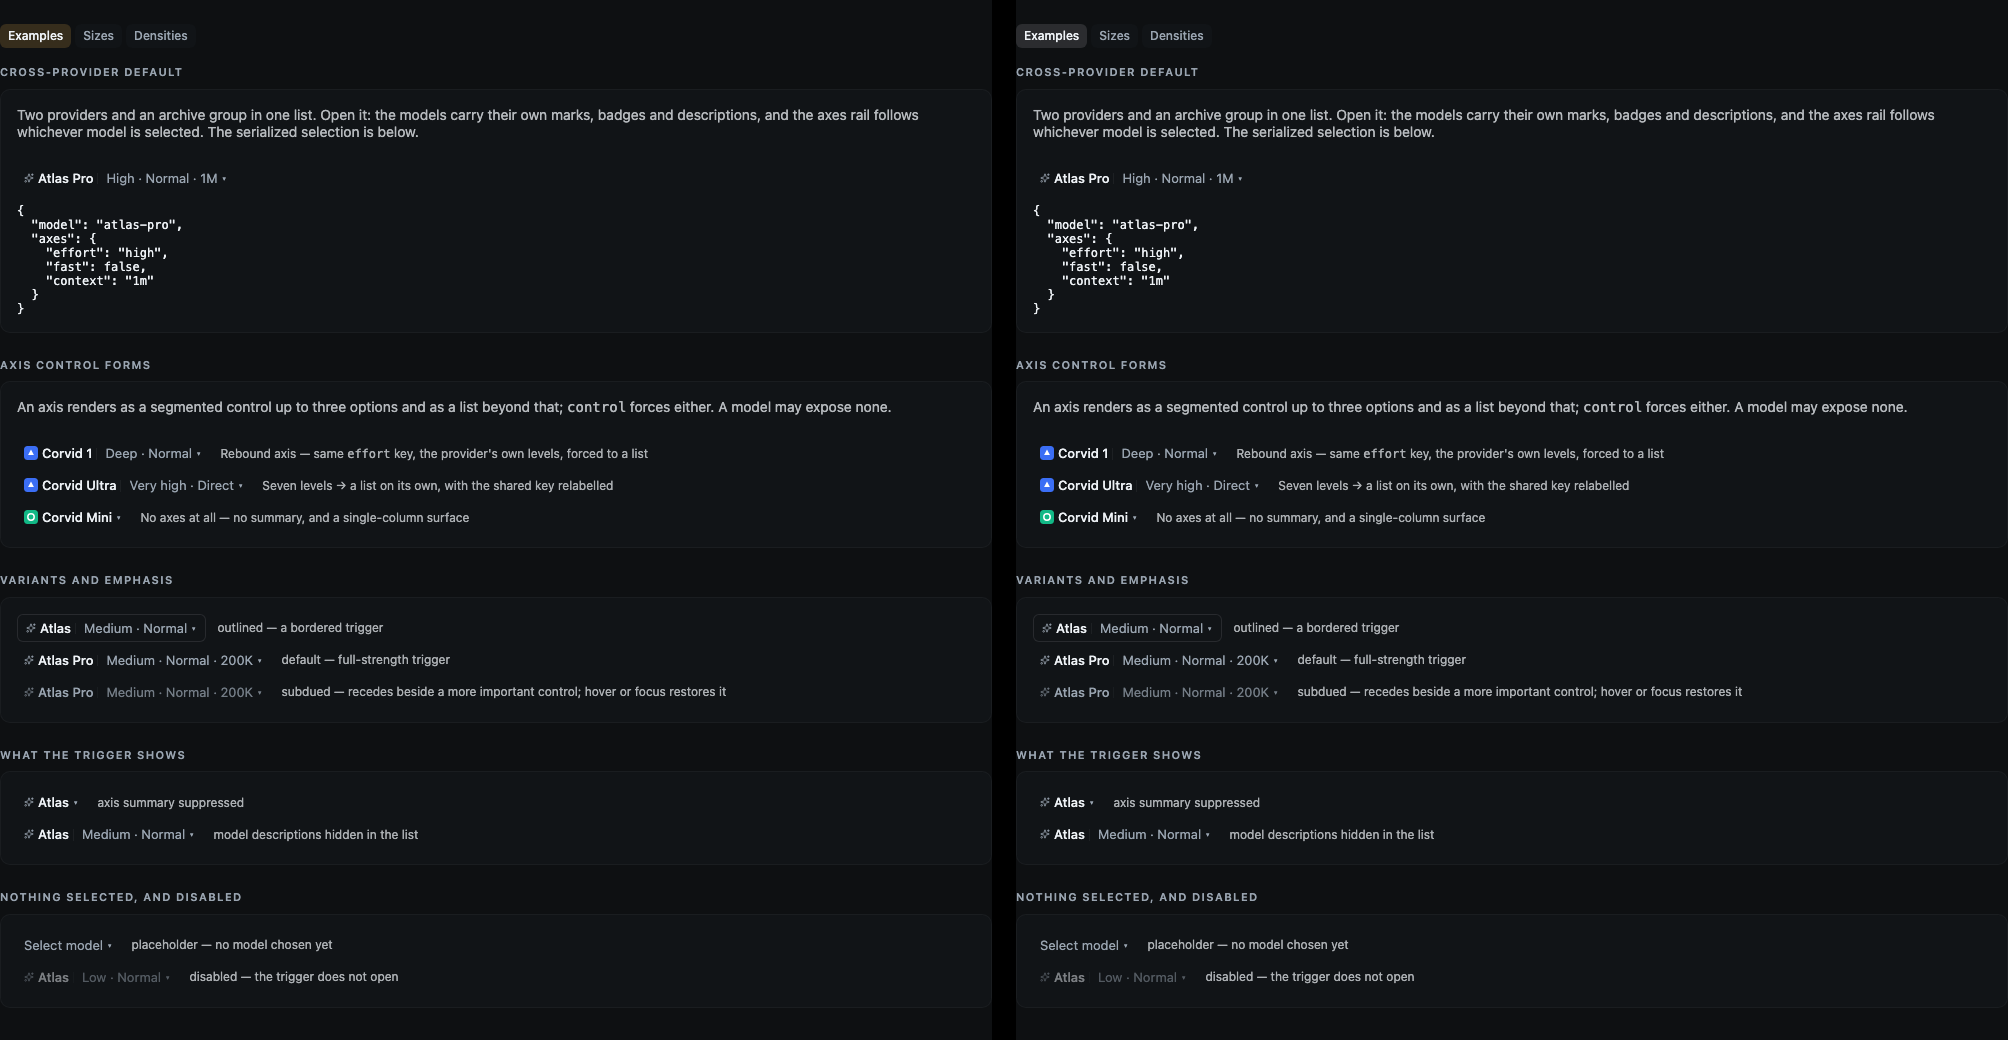 Examples Sizes Densities
CROSS-PROVIDER DEFAULT
Two providers and an archive group in one list. Open it: the models carry their own marks, badges and descriptions, and the axes rail follows
whichever model is selected. The serialized selection is below.
Atlas Pro High · Normal · 1M
{
  "model": "atlas-pro",
  "axes": {
    "effort": "high",
    "fast": false,
    "context": "1m"
  }
}
AXIS CONTROL FORMS
An axis renders as a segmented control up to three options and as a list beyond that; control forces either. A model may expose none.
Corvid 1 Deep · Normal Rebound axis — same effort key, the provider's own levels, forced to a list
Corvid Ultra Very high · Direct Seven levels → a list on its own, with the shared key relabelled
Corvid Mini No axes at all — no summary, and a single-column surface
VARIANTS AND EMPHASIS
Atlas Medium · Normal outlined — a bordered trigger
Atlas Pro Medium · Normal · 200K default — full-strength trigger
Atlas Pro Medium · Normal · 200K subdued — recedes beside a more important control; hover or focus restores it
WHAT THE TRIGGER SHOWS
Atlas axis summary suppressed
Atlas Medium · Normal model descriptions hidden in the list
NOTHING SELECTED, AND DISABLED
Select model placeholder — no model chosen yet
Atlas Low · Normal disabled — the trigger does not open
Examples Sizes Densities
CROSS-PROVIDER DEFAULT
Two providers and an archive group in one list. Open it: the models carry their own marks, badges and descriptions, and the axes rail follows
whichever model is selected. The serialized selection is below.
Atlas Pro High · Normal · 1M
{
  "model": "atlas-pro",
  "axes": {
    "effort": "high",
    "fast": false,
    "context": "1m"
  }
}
AXIS CONTROL FORMS
An axis renders as a segmented control up to three options and as a list beyond that; control forces either. A model may expose none.
Corvid 1 Deep · Normal Rebound axis — same effort key, the provider's own levels, forced to a list
Corvid Ultra Very high · Direct Seven levels → a list on its own, with the shared key relabelled
Corvid Mini No axes at all — no summary, and a single-column surface
VARIANTS AND EMPHASIS
Atlas Medium · Normal outlined — a bordered trigger
Atlas Pro Medium · Normal · 200K default — full-strength trigger
Atlas Pro Medium · Normal · 200K subdued — recedes beside a more important control; hover or focus restores it
WHAT THE TRIGGER SHOWS
Atlas axis summary suppressed
Atlas Medium · Normal model descriptions hidden in the list
NOTHING SELECTED, AND DISABLED
Select model placeholder — no model chosen yet
Atlas Low · Normal disabled — the trigger does not open